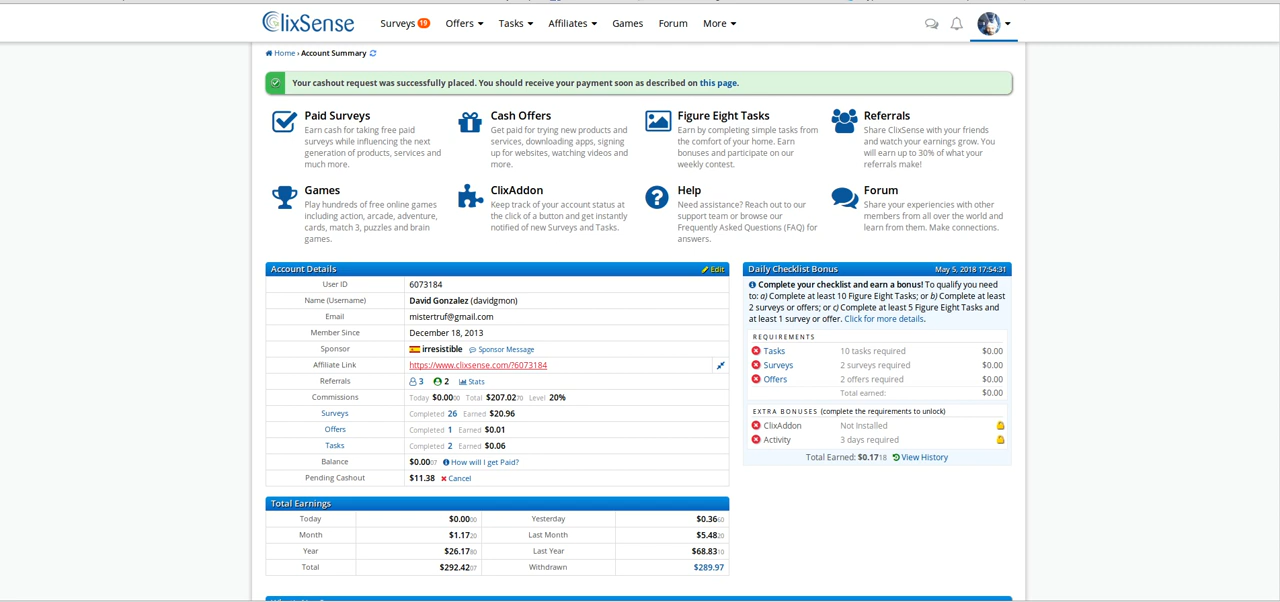 ClixSense
Surveys 19 Offers Tasks Affiliates Games Forum More
Home › Account Summary
Your cashout request was successfully placed. You should receive your payment soon as described on this page.
Paid Surveys
Earn cash for taking free paid
surveys while influencing the next
generation of products, services and
much more.
Cash Offers
Get paid for trying new products and
services, downloading apps, signing
up for websites, watching videos and
more.
Figure Eight Tasks
Earn by completing simple tasks from
the comfort of your home. Earn
bonuses and participate on our
weekly contest.
Referrals
Share ClixSense with your friends
and watch your earnings grow. You
will earn up to 30% of what your
referrals make!
Games
Play hundreds of free online games
including action, arcade, adventure,
cards, match 3, puzzles and brain
games.
ClixAddon
Keep track of your account status at
the click of a button and get instantly
notified of new Surveys and Tasks.
Help
Need assistance? Reach out to our
support team or browse our
Frequently Asked Questions (FAQ) for
answers.
Forum
Share your experiences with other
members from all over the world and
learn from them. Make connections.
Account Details Edit
User ID 6073184
Name (Username) David Gonzalez (davidgmon)
Email mistertruf@gmail.com
Member Since December 18, 2013
Sponsor irresistible Sponsor Message
Affiliate Link https://www.clixsense.com/?6073184
Referrals 3 2 Stats
Commissions Today $0.0000 Total $207.0270 Level 20%
Surveys Completed 26 Earned $20.96
Offers Completed 1 Earned $0.01
Tasks Completed 2 Earned $0.06
Balance $0.0007 How will I get Paid?
Pending Cashout $11.38 Cancel
Daily Checklist Bonus May 5, 2018 17:54:31
Complete your checklist and earn a bonus! To qualify you need
to: a) Complete at least 10 Figure Eight Tasks; or b) Complete at least
2 surveys or offers; or c) Complete at least 5 Figure Eight Tasks and
at least 1 survey or offer. Click for more details.
REQUIREMENTS
Tasks 10 tasks required $0.00
Surveys 2 surveys required $0.00
Offers 2 offers required $0.00
Total earned: $0.00
EXTRA BONUSES (complete the requirements to unlock)
ClixAddon Not Installed
Activity 3 days required
Total Earned: $0.1718 View History
Total Earnings
Today $0.0000 Yesterday $0.3660
Month $1.1720 Last Month $5.4820
Year $26.1780 Last Year $68.8310
Total $292.4207 Withdrawn $289.97